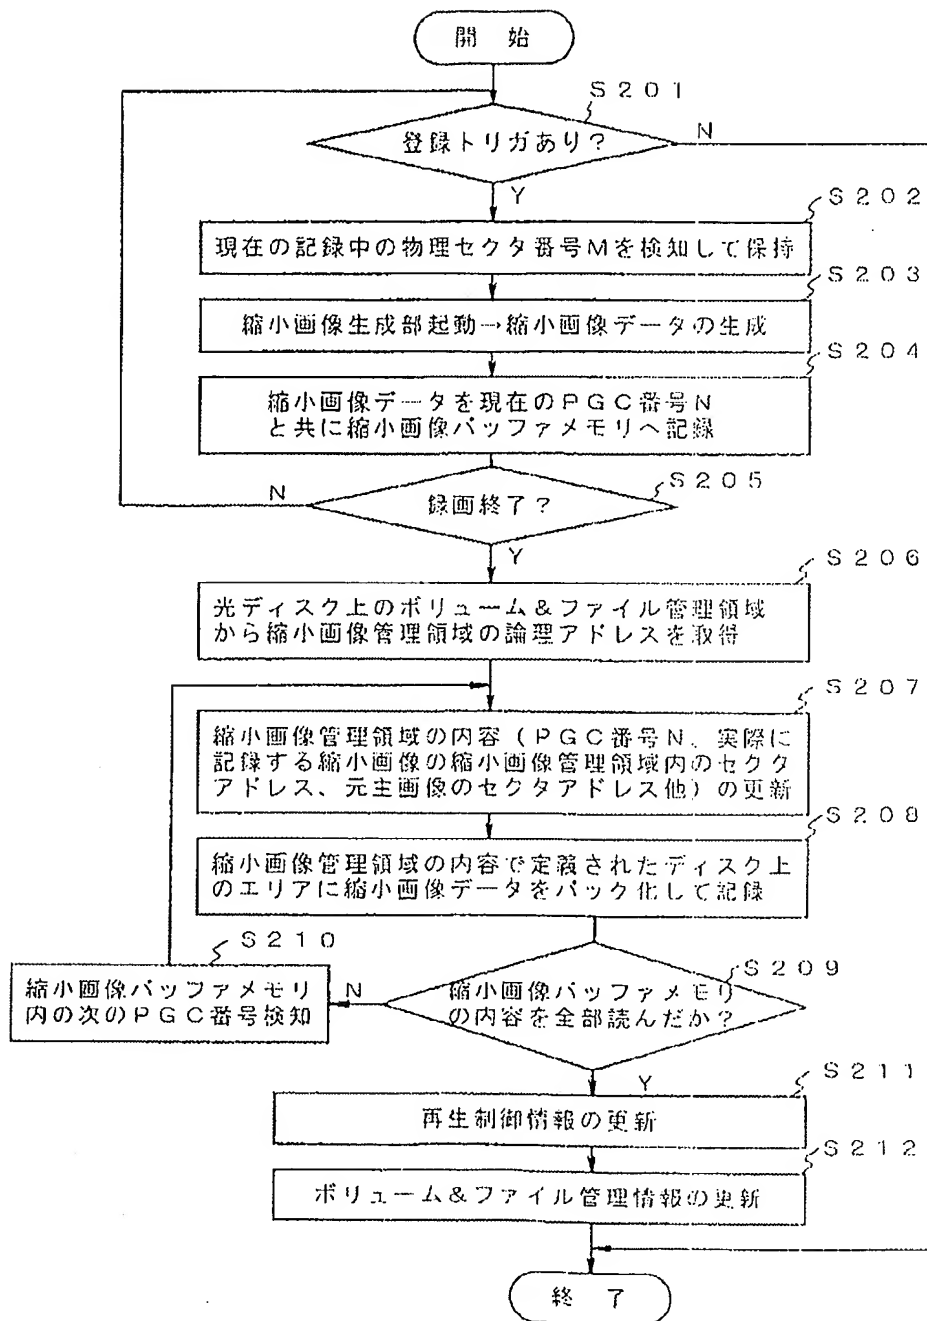 開 始
S201
登録トリガあり?
N
Y
S202
現在の記録中の物理セクタ番号Mを検知して保持
S203
縮小画像生成部起動→縮小画像データの生成
S204
縮小画像データを現在のPGC番号N
と共に縮小画像バッファメモリへ記録
S205
録画終了?
N
Y
S206
光ディスク上のボリューム&ファイル管理領域
から縮小画像管理領域の論理アドレスを取得
S207
縮小画像管理領域の内容(PGC番号N、実際に
記録する縮小画像の縮小画像管理領域内のセクタ
アドレス、元主画像のセクタアドレス他)の更新
S208
縮小画像管理領域の内容で定義されたディスク上
のエリアに縮小画像データをパック化して記録
S209
縮小画像バッファメモリ
の内容を全部読んだか?
N
S210
縮小画像バッファメモリ
内の次のPGC番号検知
Y
S211
再生制御情報の更新
S212
ボリューム&ファイル管理情報の更新
終 了